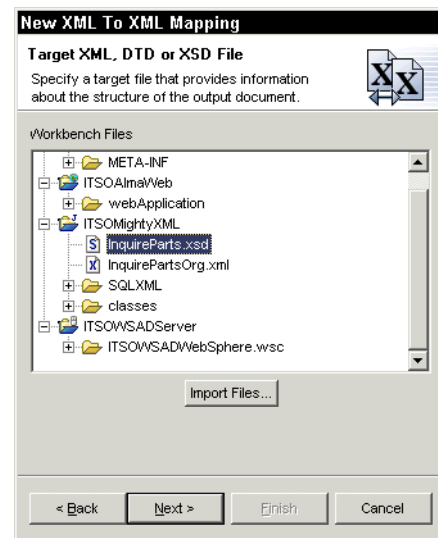 New XML To XML Mapping
Target XML, DTD or XSD File
Specify a target file that provides information
about the structure of the output document.
XX
Workbench Files
META-INF
ITSOAlmaWeb
webApplication
ITSOMightyXML
InquireParts.xsd
InquirePartsOrg.xml
SQLXML
classes
ITSOWSADServer
ITSOWSADWebSphere.wsc
Import Files...
< Back Next > Finish Cancel